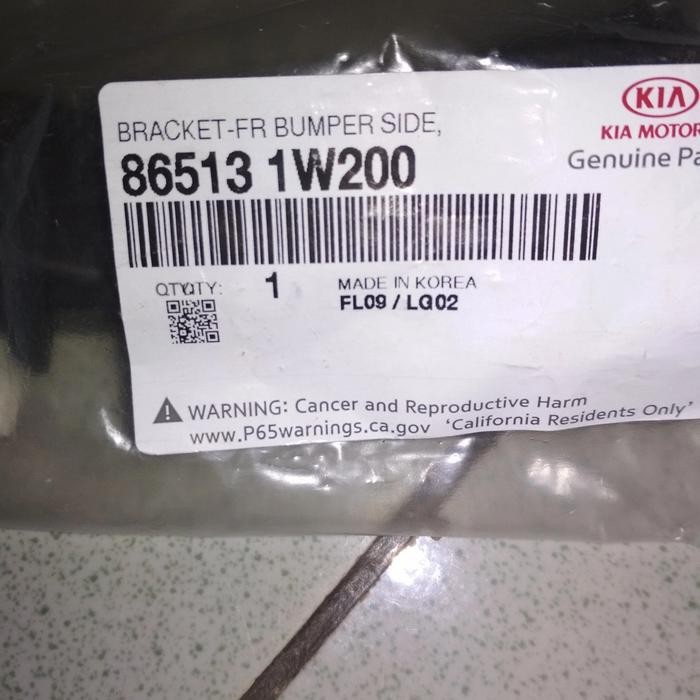 KIA
KIA MOTOR
Genuine Pa
BRACKET-FR BUMPER SIDE,
86513 1W200
QTYQTY: 1
MADE IN KOREA
FL09 / LG02
WARNING: Cancer and Reproductive Harm
www.P65warnings.ca.gov 'California Residents Only'